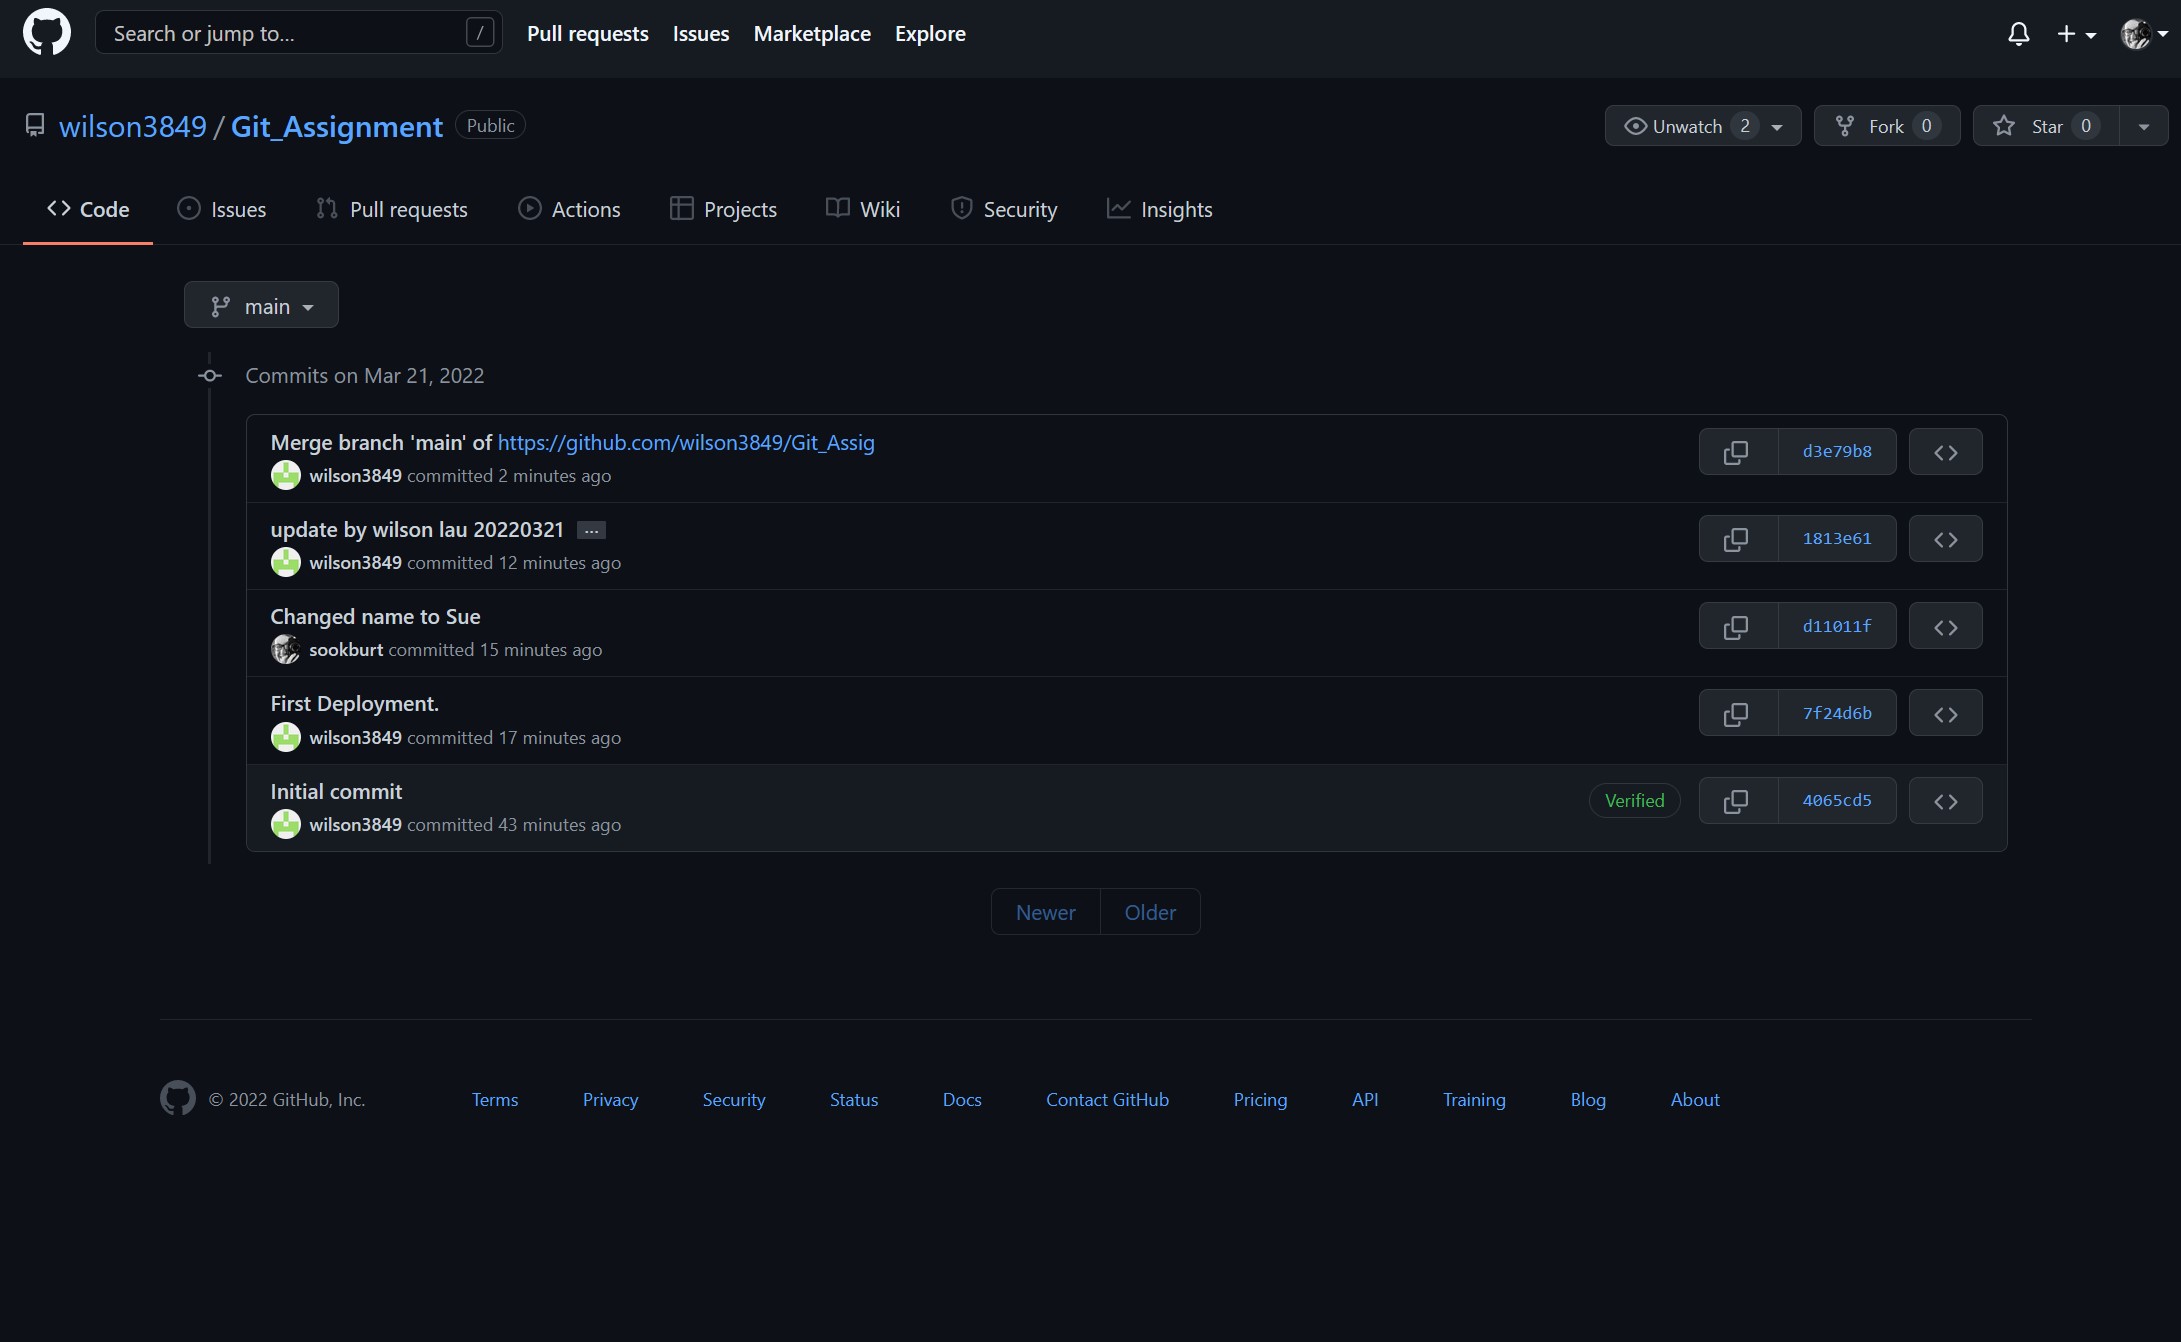 Search or jump to... /
Pull requests Issues Marketplace Explore
wilson3849 / Git_Assignment Public
Unwatch 2 Fork 0 Star 0
Code Issues Pull requests Actions Projects Wiki Security Insights
main
Commits on Mar 21, 2022
Merge branch 'main' of https://github.com/wilson3849/Git_Assig
d3e79b8
wilson3849 committed 2 minutes ago
update by wilson lau 20220321 ...
1813e61
wilson3849 committed 12 minutes ago
Changed name to Sue
d11011f
sookburt committed 15 minutes ago
First Deployment.
7f24d6b
wilson3849 committed 17 minutes ago
Initial commit
Verified 4065cd5
wilson3849 committed 43 minutes ago
Newer Older
© 2022 GitHub, Inc. Terms Privacy Security Status Docs Contact GitHub Pricing API Training Blog About